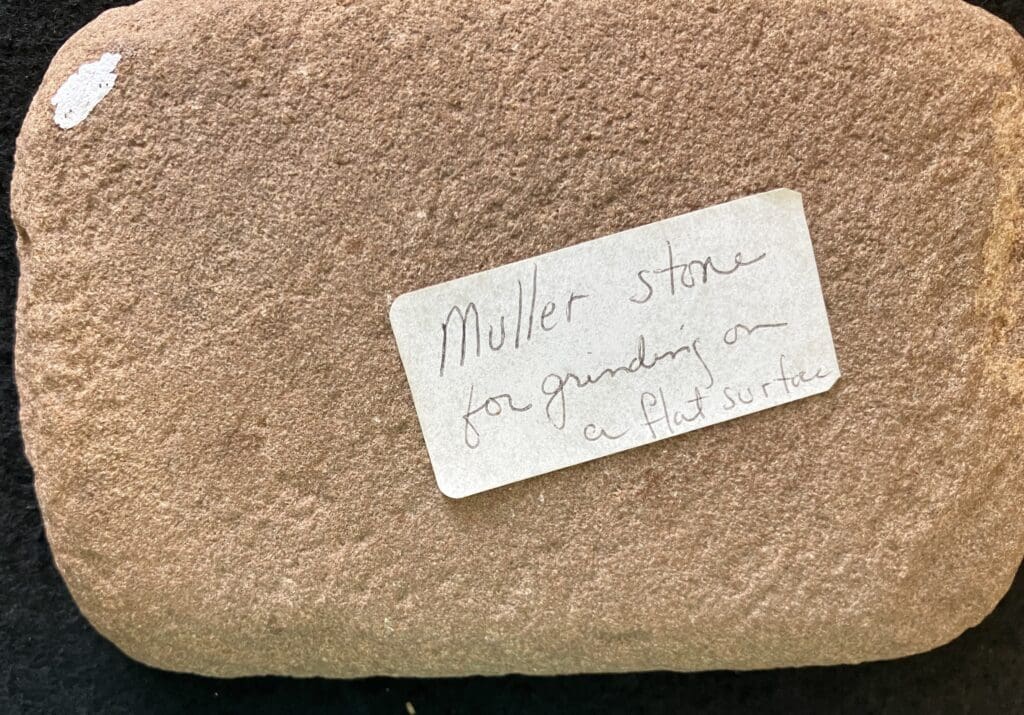 Muller stone
for grinding on
a flat surface